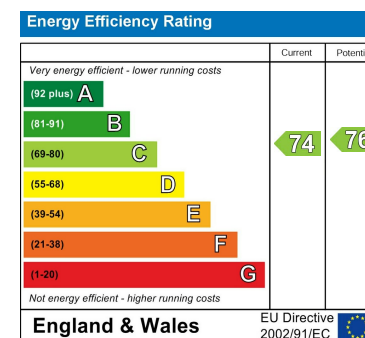 Energy Efficiency Rating
Current Potenti
Very energy efficient - lower running costs
(92 plus) A
(81-91) B
(69-80) C
74 76
(55-68) D
(39-54) E
(21-38) F
(1-20) G
Not energy efficient - higher running costs
England & Wales
EU Directive
2002/91/EC